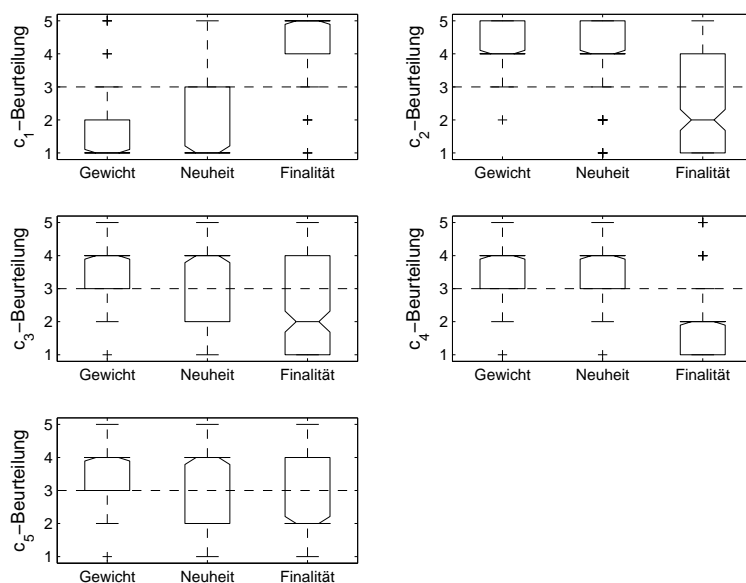 c1-Beurteilung
5
4
3
2
1
Gewicht Neuheit Finalität
c2-Beurteilung
5
4
3
2
1
Gewicht Neuheit Finalität
c3-Beurteilung
5
4
3
2
1
Gewicht Neuheit Finalität
c4-Beurteilung
5
4
3
2
1
Gewicht Neuheit Finalität
c5-Beurteilung
5
4
3
2
1
Gewicht Neuheit Finalität